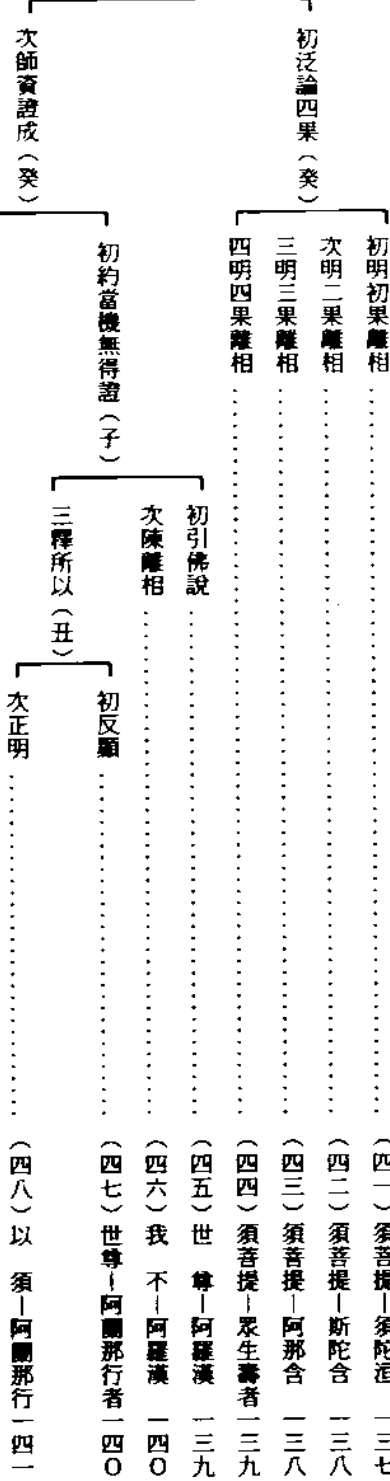 初泛論四果（癸）
初明初果離相（四一）須菩提－須陀洹 一三七
次明二果離相（四二）須菩提－斯陀含 一三八
三明三果離相（四三）須菩提－阿那含 一三八
四明四果離相（四四）須菩提－眾生壽者 一三九
次師資證成（癸）
初約當機無得證（子）
初引佛說（四五）世 尊－阿羅漢 一三九
次陳離相（四六）我 不－阿羅漢 一四〇
三釋所以（丑）
初反顯（四七）世尊－阿蘭那行者 一四〇
次正明（四八）以 須－阿蘭那行 一四一